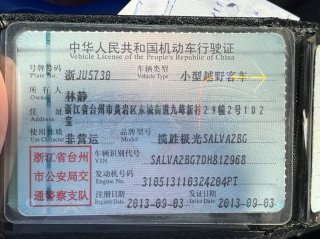 中华人民共和国机动车行驶证
Vehicle License of the People's Republic of China
号牌号码 浙JU5730 车辆类型 小型越野客车
Plate No. Vehicle Type
所有人 林静
Owner
住址 浙江省台州市黄岩区东城街道九峰新村29幢2号102室
使用性质 非营运 品牌型号 揽胜极光SALVA2BG
Use Character Model
浙江省台州市公安局交通警察支队
车辆识别代号 SALVA2BG7DH812968
VIN
发动机号码 310513110324204PT
Engine No.
注册日期 2013-09-03 发证日期 2013-09-03
Register Date Issue Date